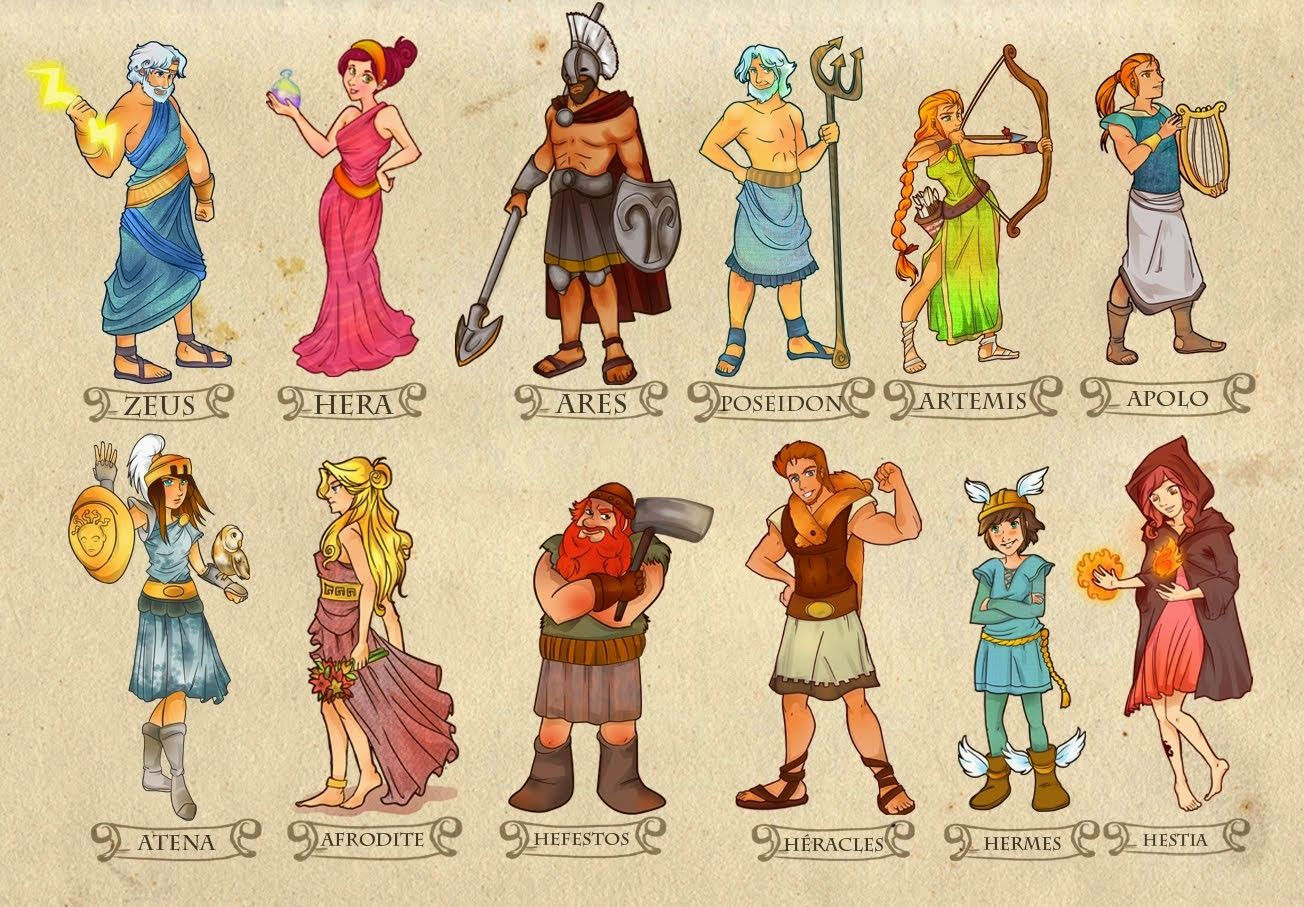 ZEUS
HERA
ARES
POSEIDON
ARTEMIS
APOLO
ATENA
AFRODITE
HEFESTOS
HÉRACLES
HERMES
HESTIA